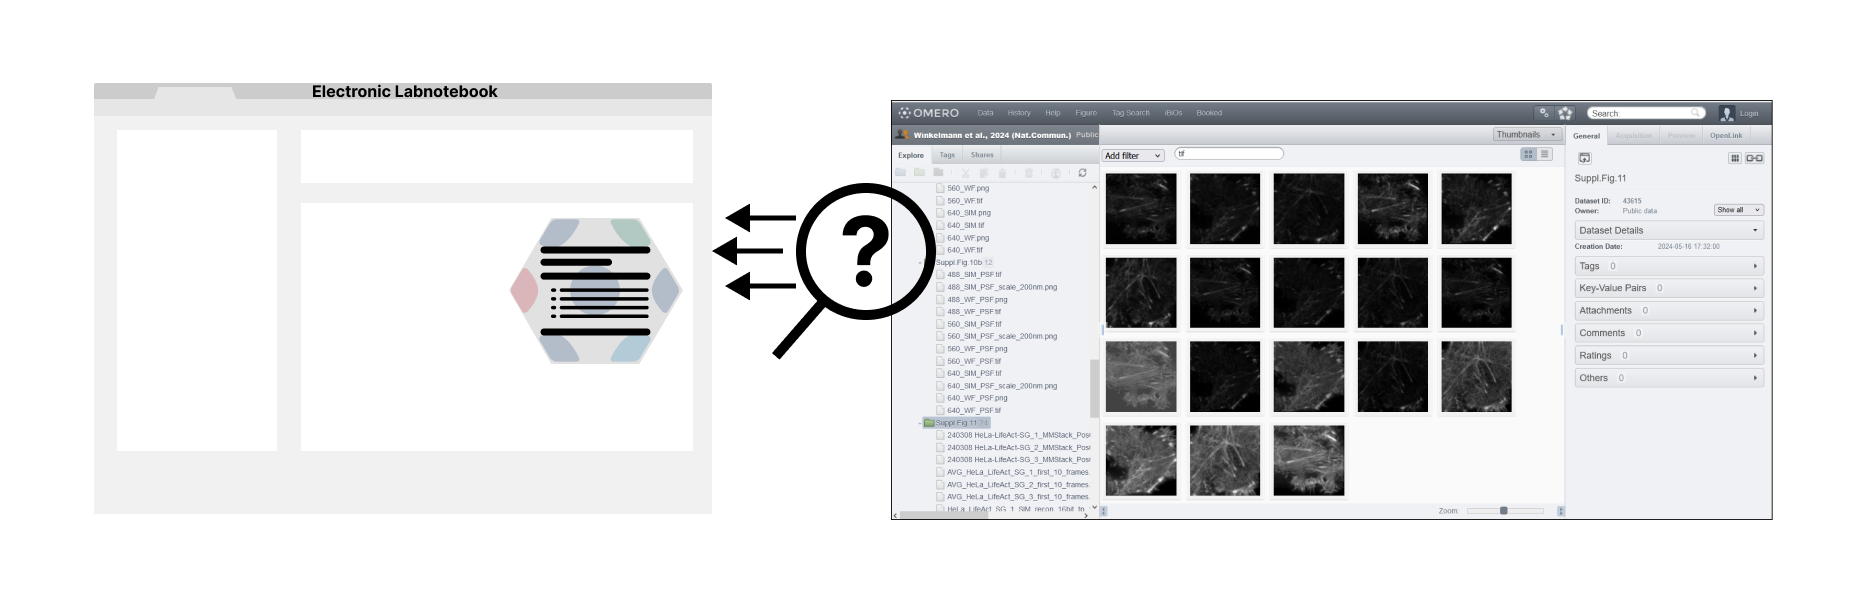 Electronic Labnotebook
?
OMERO Data History Help Figure Tag Search iBiOs Booked Search: Login
Winkelmann et al., 2024 (Nat.Commun.) Public
Thumbnails
General Acquisition Preview OpenLink
Explore Tags Shares
Add filter tif
560_WF.png
560_WF.tif
640_SIM.png
640_SIM.tif
640_WF.png
640_WF.tif
Suppl.Fig.10b 12
488_SIM_PSF.tif
488_SIM_PSF_scale_200nm.png
488_WF_PSF.png
488_WF_PSF.tif
560_SIM_PSF.tif
560_SIM_PSF_scale_200nm.png
560_WF_PSF.png
560_WF_PSF.tif
640_SIM_PSF.tif
640_SIM_PSF_scale_200nm.png
640_WF_PSF.png
640_WF_PSF.tif
Suppl.Fig.11 24
240308 HeLa-LifeAct-SG_1_MMStack_Pos
240308 HeLa-LifeAct-SG_2_MMStack_Pos
240308 HeLa-LifeAct-SG_3_MMStack_Pos
AVG_HeLa_LifeAct_SG_1_first_10_frames.
AVG_HeLa_LifeAct_SG_2_first_10_frames.
AVG_HeLa_LifeAct_SG_3_first_10_frames.
HeLa_LifeAct_SG_1_SIM_recon_16bit_fp
Zoom:
Suppl.Fig.11
Dataset ID: 43615
Owner: Public data
Show all
Dataset Details
Creation Date: 2024-05-16 17:32:00
Tags 0
Key-Value Pairs 0
Attachments 0
Comments 0
Ratings 0
Others 0